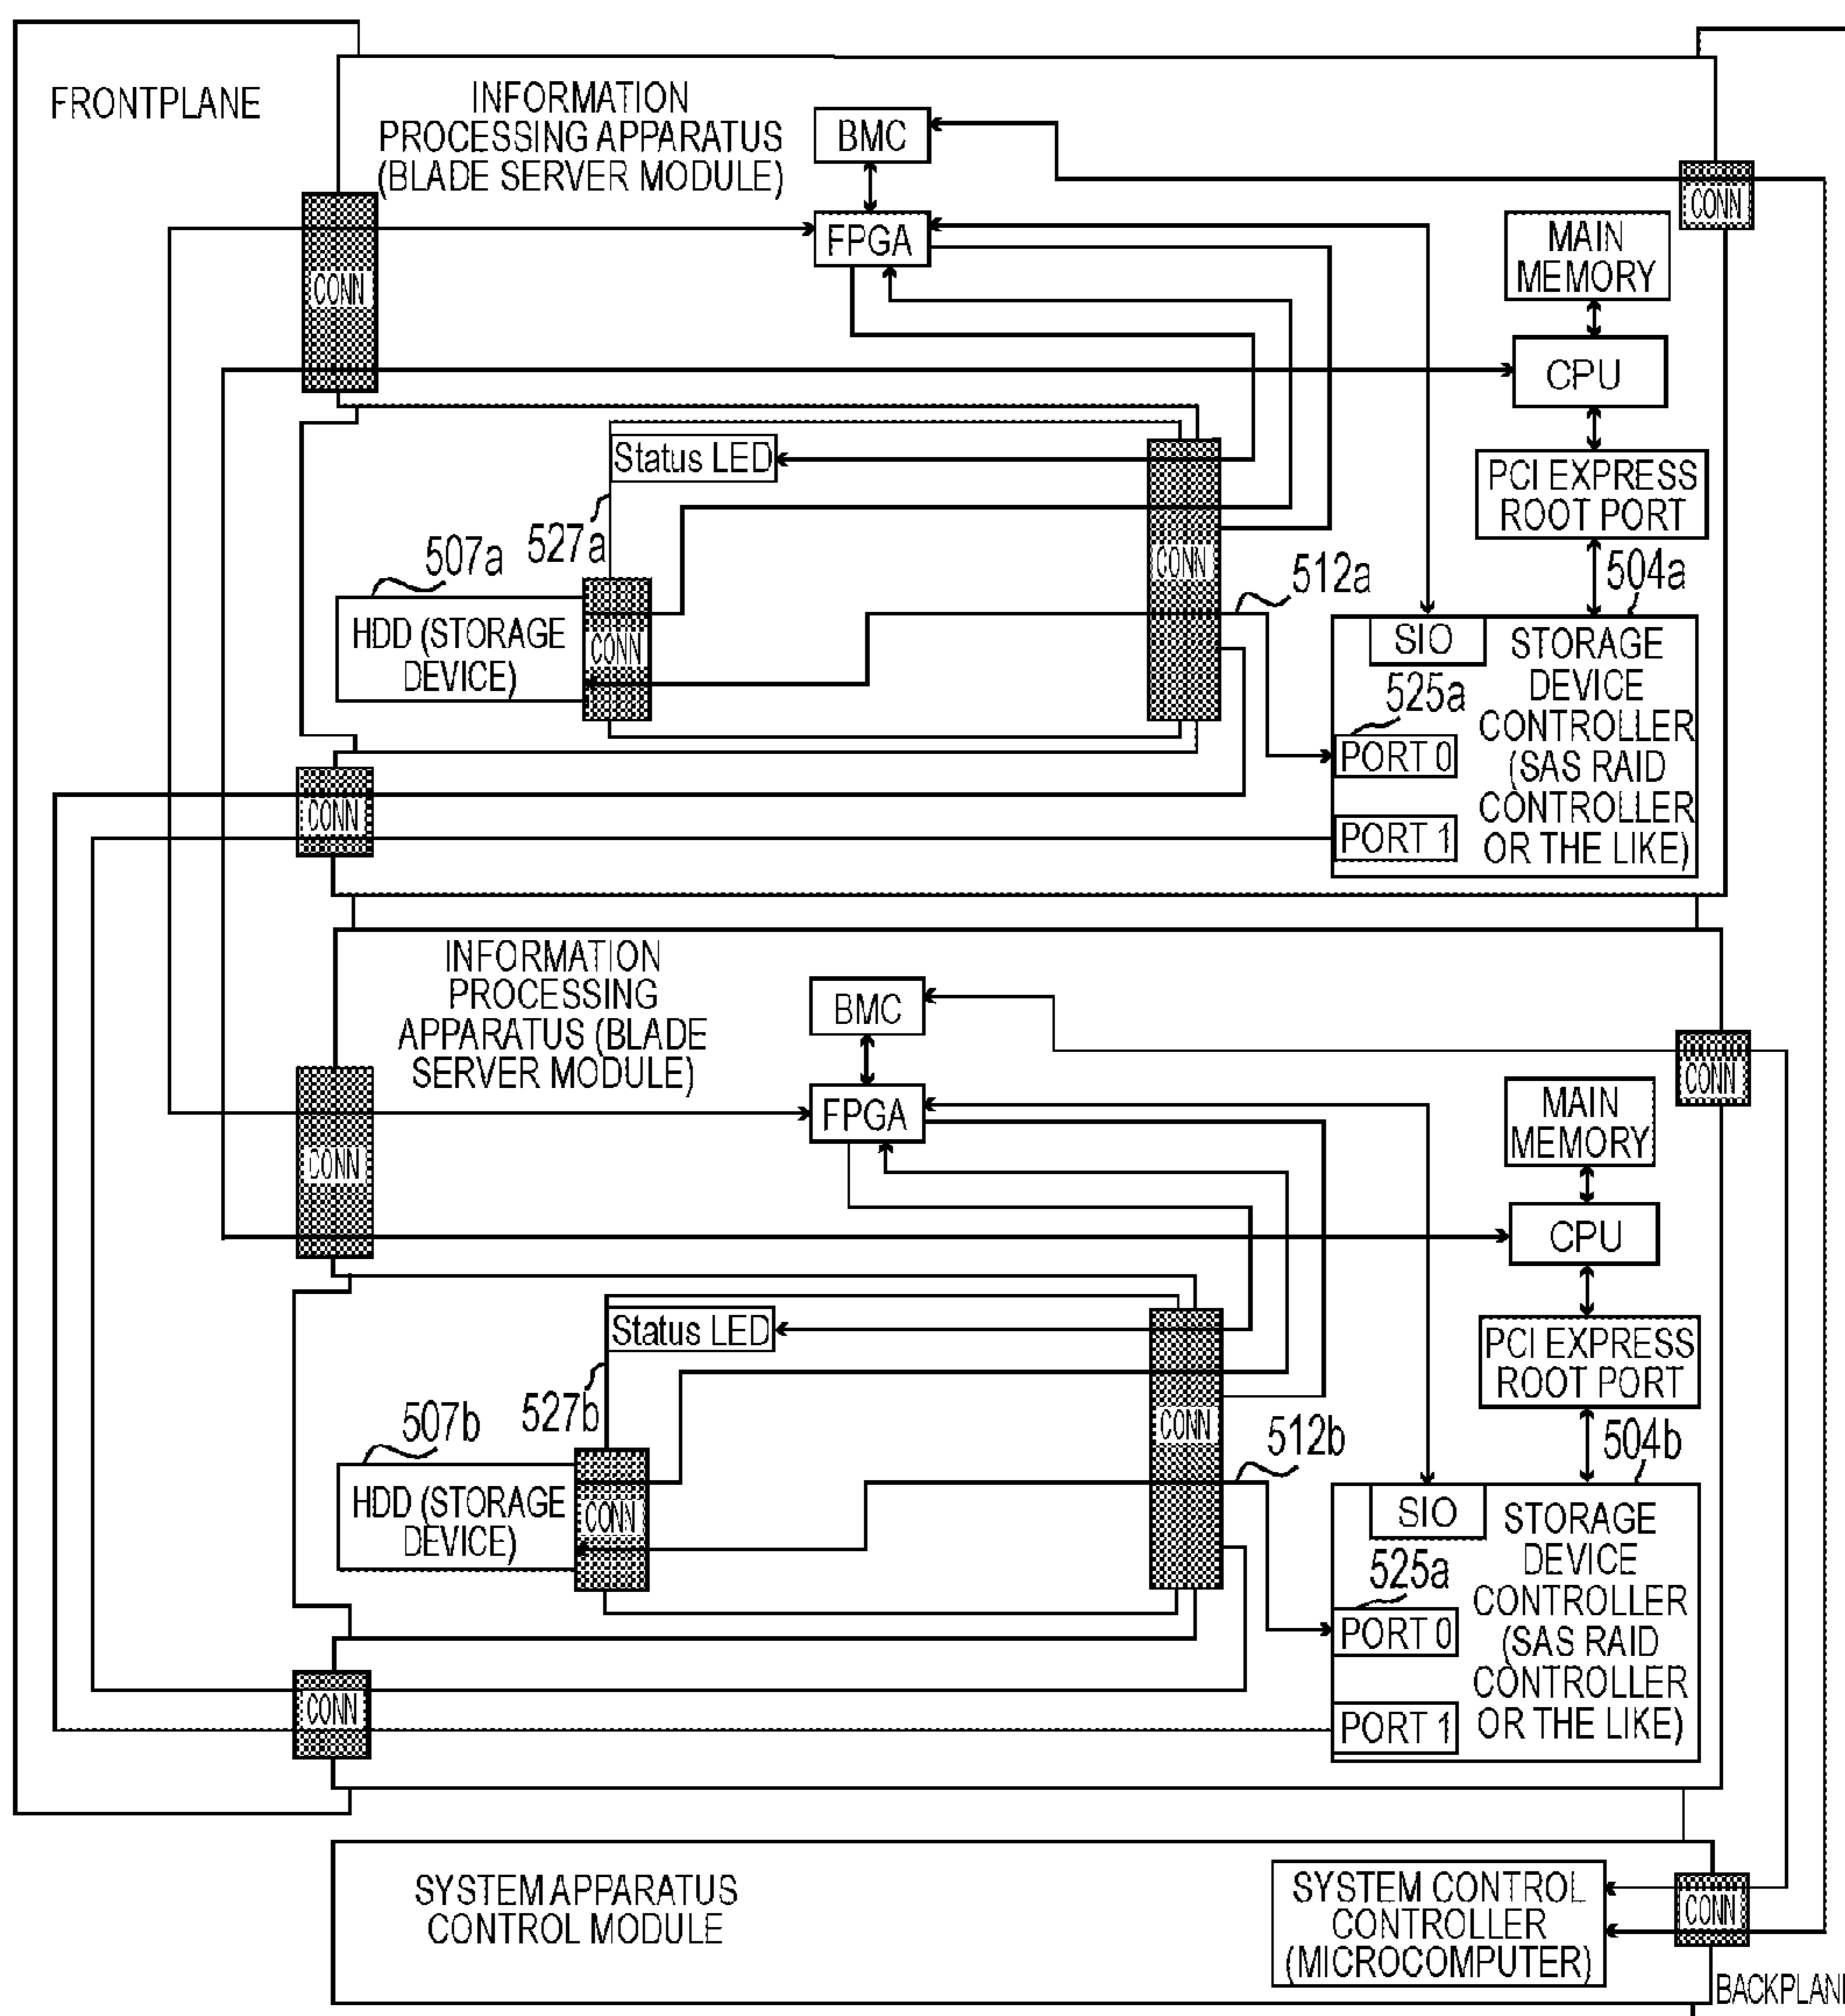 FRONTPLANE
INFORMATION
PROCESSING APPARATUS
(BLADE SERVER MODULE)
BMC
CONN
FPGA
MAIN
MEMORY
CONN
CPU
Status LED
PCI EXPRESS
ROOT PORT
527a
507a
CONN
512a
504a
HDD (STORAGE
DEVICE)
CONN
SIO
STORAGE
DEVICE
CONTROLLER
(SAS RAID
CONTROLLER
OR THE LIKE)
525a
PORT 0
CONN
PORT 1
INFORMATION
PROCESSING
APPARATUS (BLADE
SERVER MODULE)
BMC
CONN
FPGA
MAIN
MEMORY
CONN
CPU
Status LED
PCI EXPRESS
ROOT PORT
527b
507b
CONN
512b
504b
HDD (STORAGE
DEVICE)
CONN
SIO
STORAGE
DEVICE
CONTROLLER
(SAS RAID
CONTROLLER
OR THE LIKE)
525a
PORT 0
CONN
PORT 1
SYSTEM APPARATUS
CONTROL MODULE
SYSTEM CONTROL
CONTROLLER
(MICROCOMPUTER)
CONN